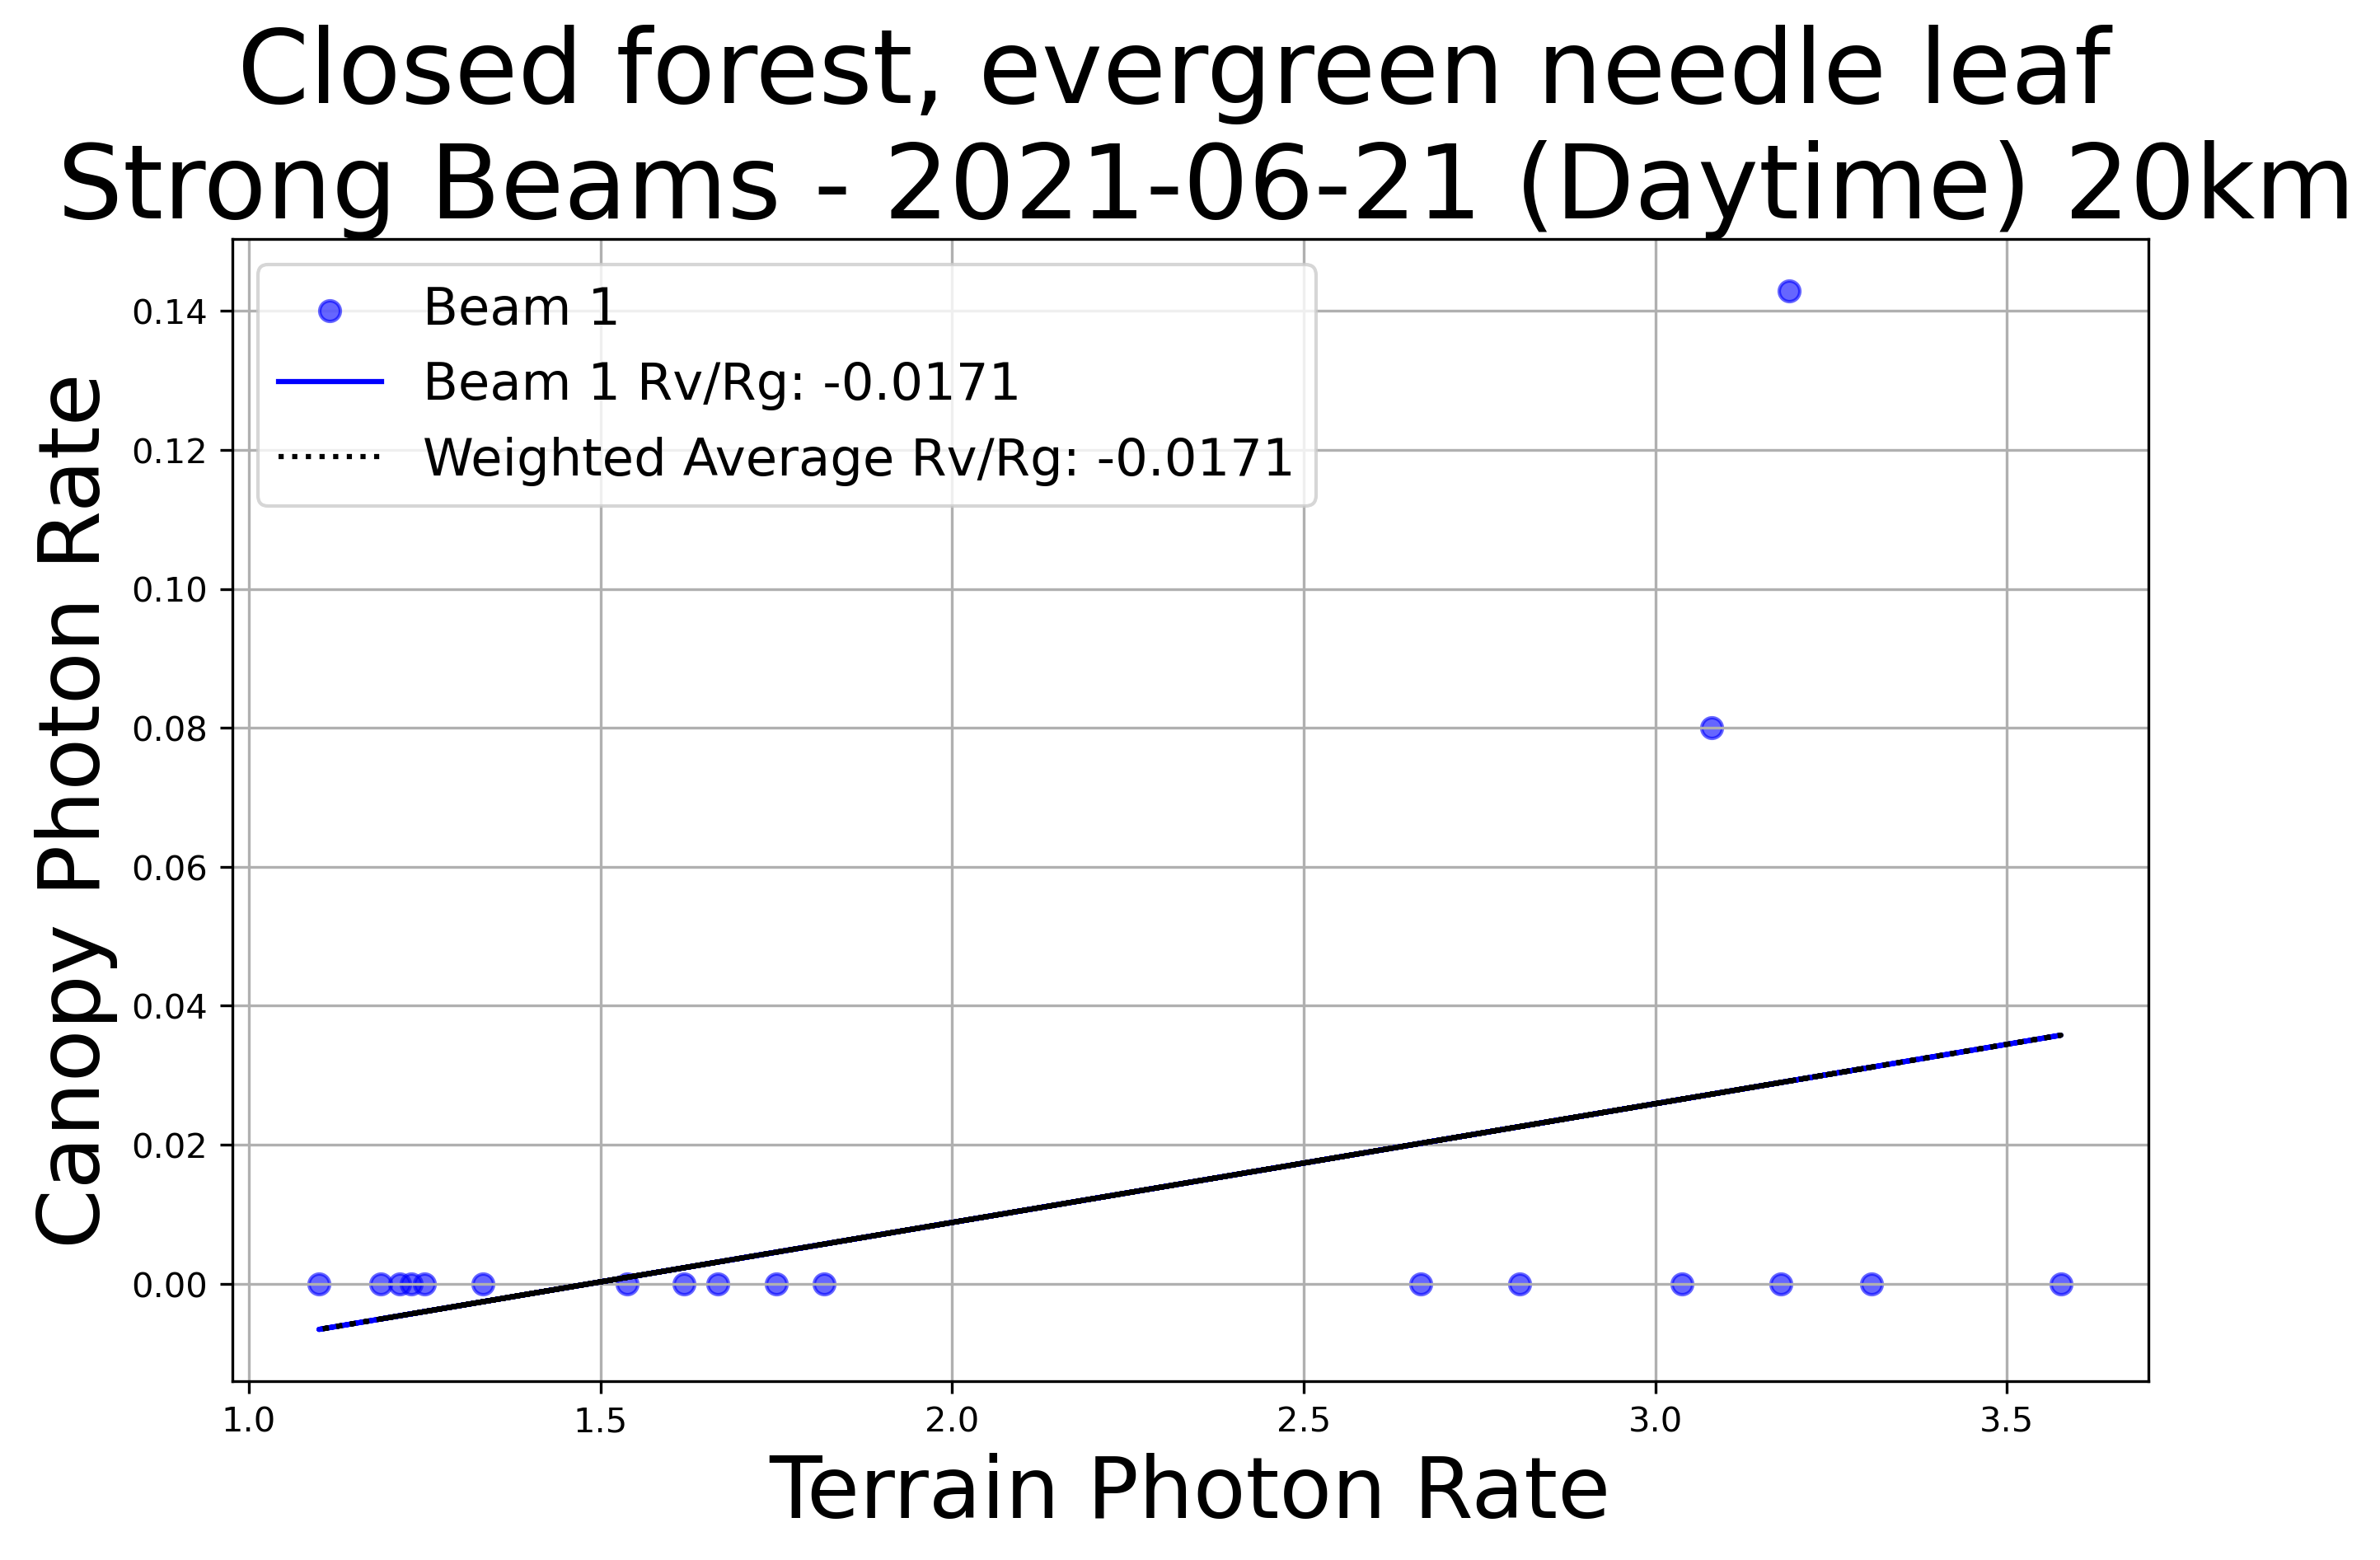 Closed forest, evergreen needle leaf
Strong Beams - 2021-06-21 (Daytime) 20km
Beam 1
Beam 1 Rv/Rg: -0.0171
Weighted Average Rv/Rg: -0.0171
Canopy Photon Rate
0.14
0.12
0.10
0.08
0.06
0.04
0.02
0.00
1.0 1.5 2.0 2.5 3.0 3.5
Terrain Photon Rate